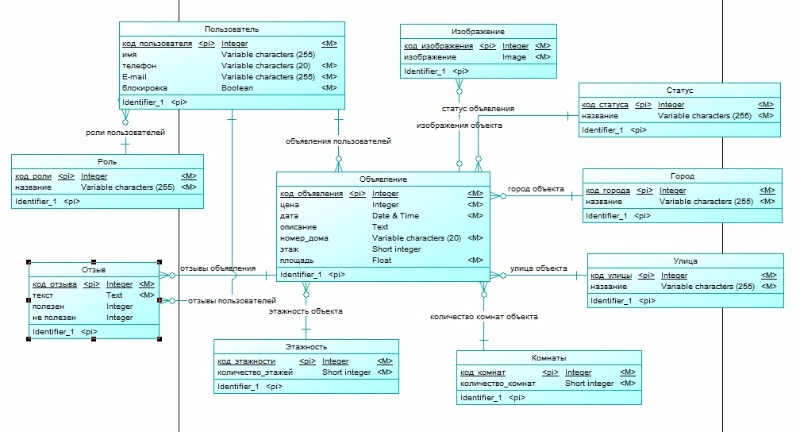 Пользователь
код_пользователя <pi> Integer <M>
имя Variable characters (255)
телефон Variable characters (20) <M>
E-mail Variable characters (255) <M>
блокировка Boolean <M>
Identifier_1 <pi>
Изображение
код_изображения <pi> Integer <M>
изображение Image <M>
Identifier_1 <pi>
Статус
код_статуса <pi> Integer <M>
название Variable characters (255) <M>
Identifier_1 <pi>
статус объявления
изображения объекта
роли пользователей
объявления пользователей
Роль
код_роли <pi> Integer <M>
название Variable characters (255) <M>
Identifier_1 <pi>
Объявление
код_объявления <pi> Integer <M>
цена Integer <M>
дата Date & Time <M>
описание Text
номер_дома Variable characters (20) <M>
этаж Short integer
площадь Float <M>
Identifier_1 <pi>
город объекта
Город
код_города <pi> Integer <M>
название Variable characters (255) <M>
Identifier_1 <pi>
Отзыв
код_отзыва <pi> Integer <M>
текст Text <M>
полезен Integer
не полезен Integer
Identifier_1 <pi>
отзывы объявления
отзывы пользователей
улица объекта
Улица
код_улицы <pi> Integer <M>
название Variable characters (255) <M>
Identifier_1 <pi>
этажность объекта
количество комнат объекта
Этажность
код_этажности <pi> Integer <M>
количество_этажей Short integer <M>
Identifier_1 <pi>
Комнаты
код_комнат <pi> Integer <M>
количество_комнат Short integer <M>
Identifier_1 <pi>